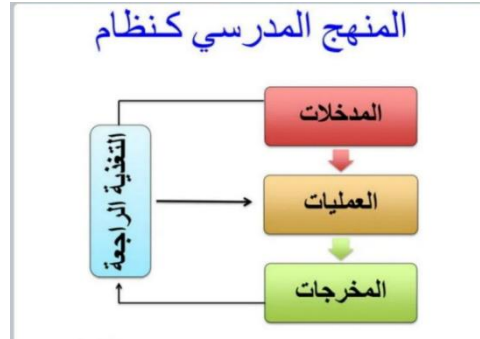 المنهج المدرسي كنظام
المدخلات
العمليات
المخرجات
التغذية الراجعة